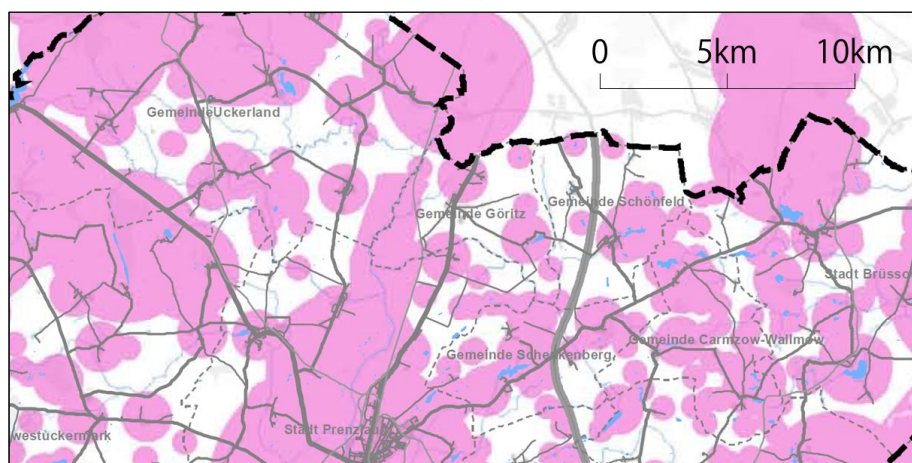 0 5km 10km
GemeindeUckerland
Gemeinde Schönfeld
Gemeinde Göritz
Stadt Brüsso
Gemeinde Carmzow-Wallmow
Gemeinde Schenkenberg
Stadt Prenzlau
westuckermark